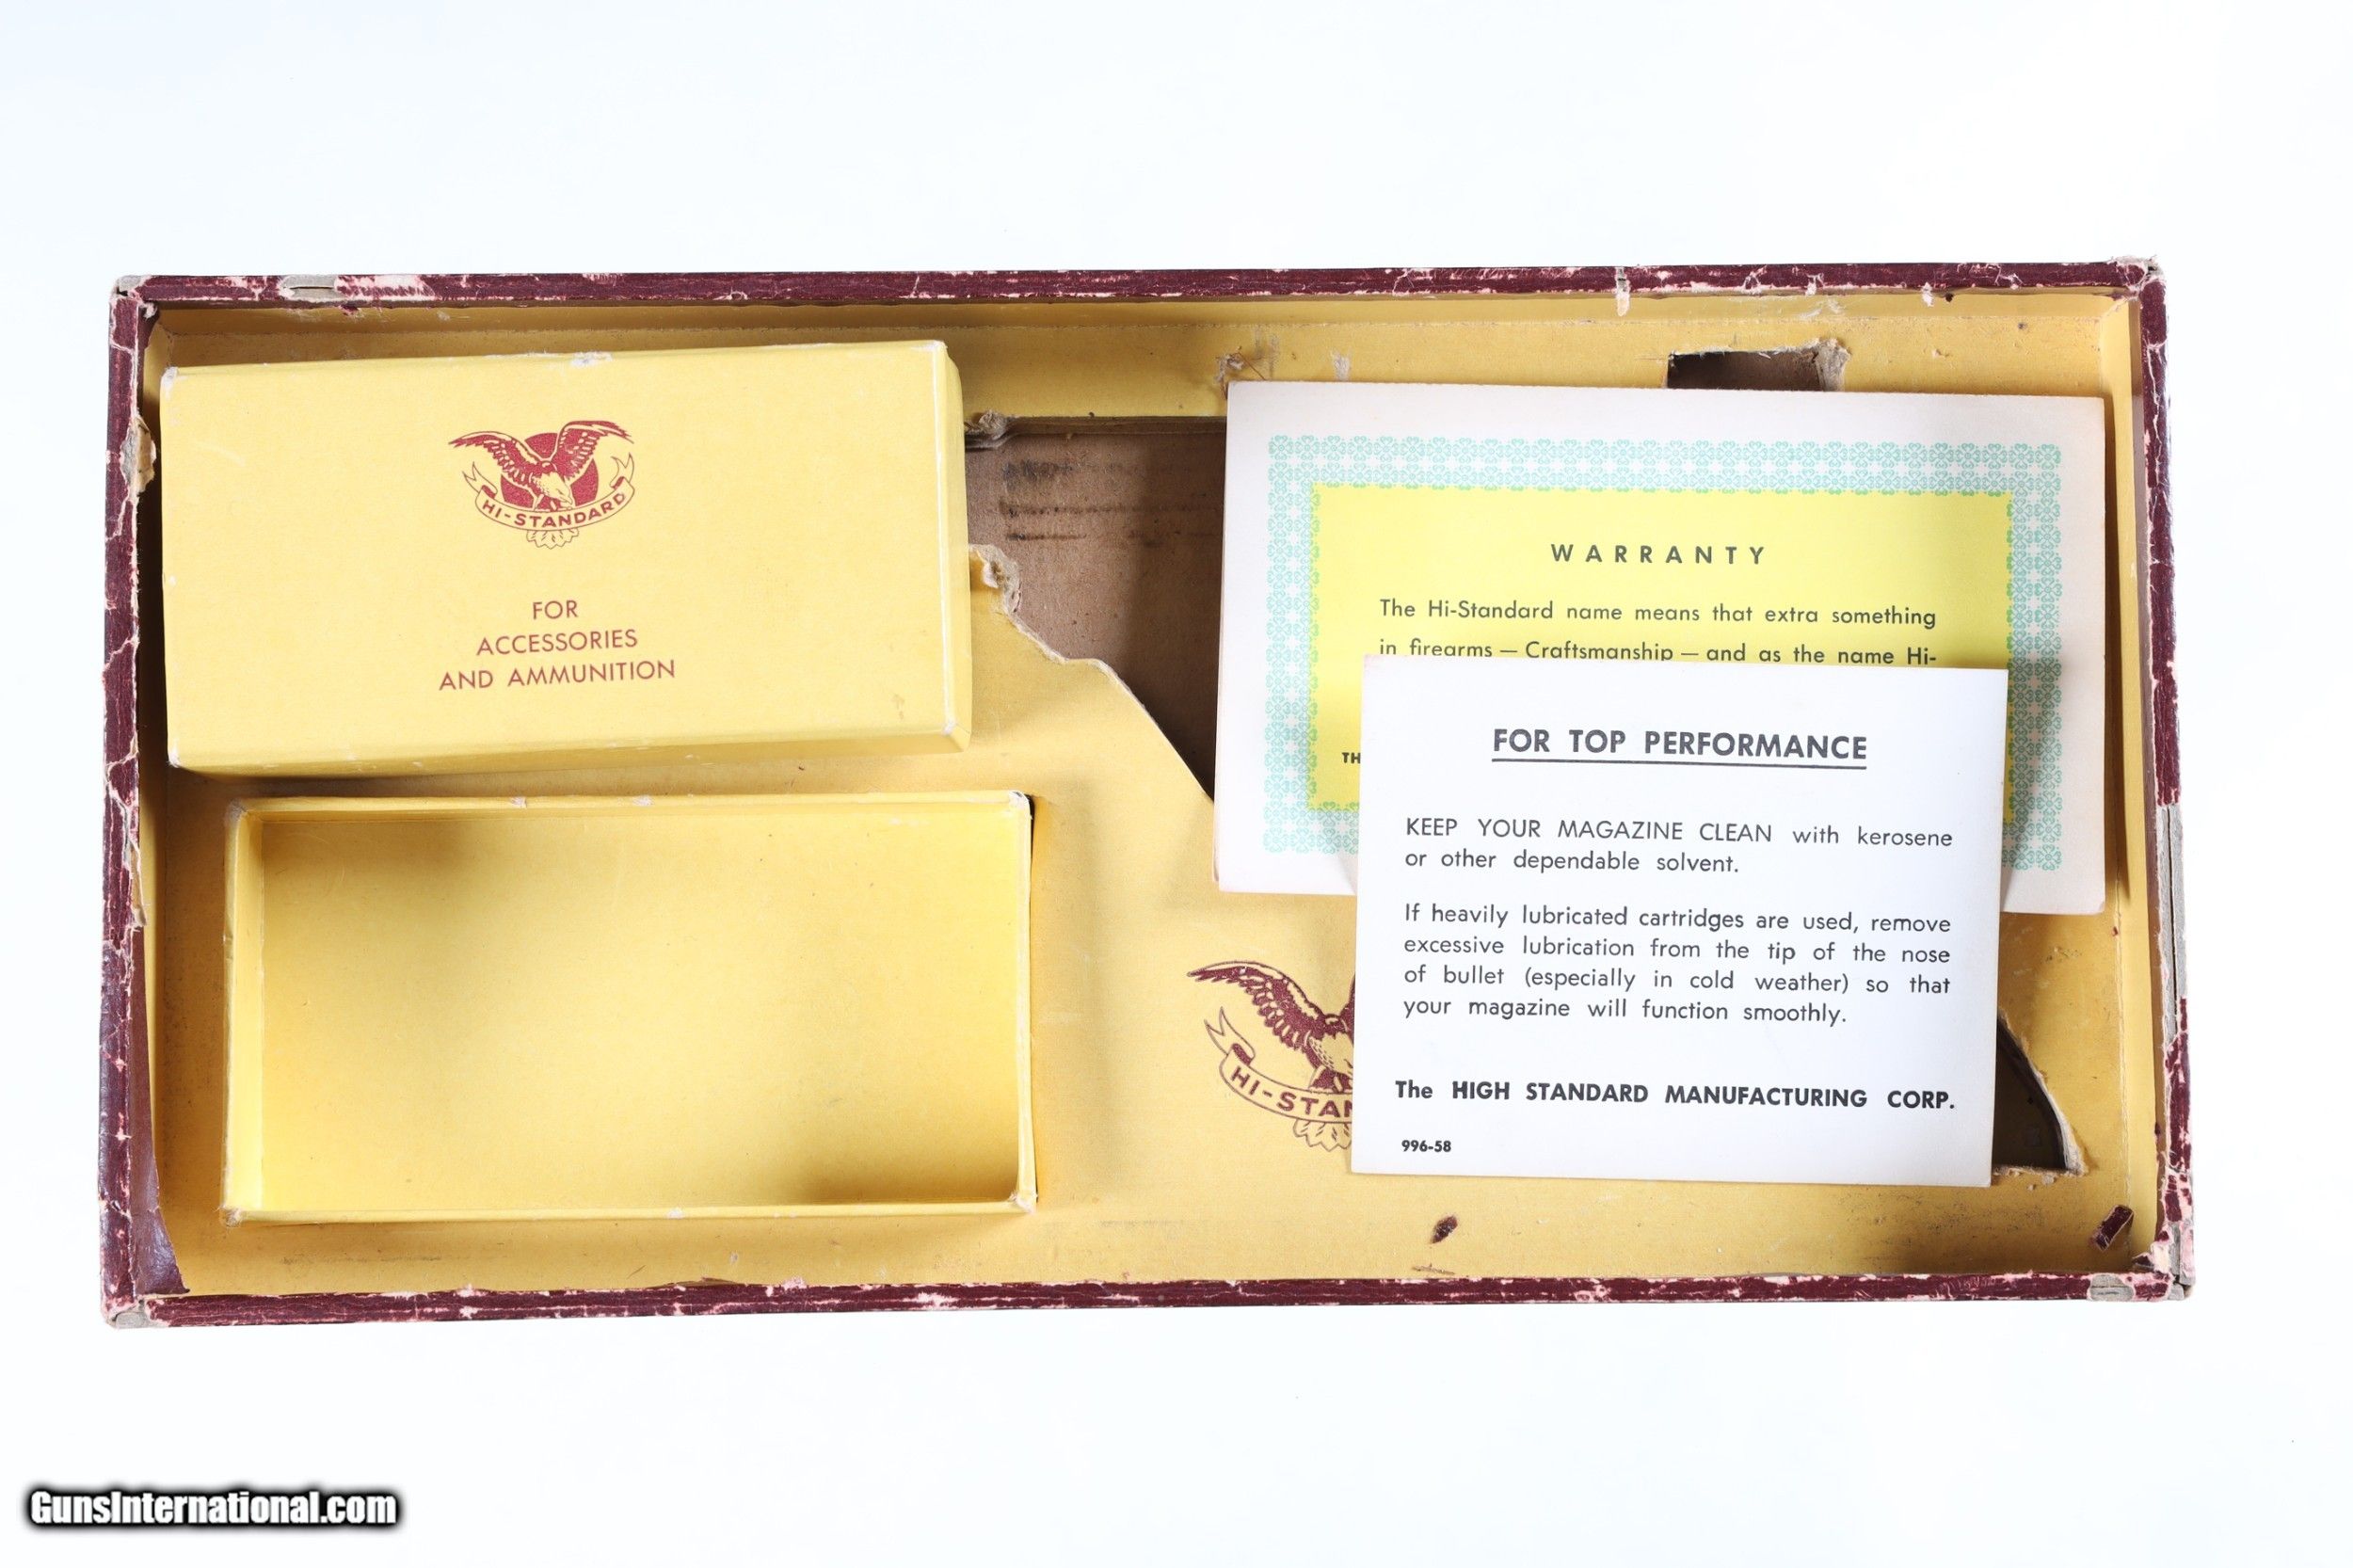 HI-STANDARD
FOR
ACCESSORIES
AND AMMUNITION
WARRANTY
The Hi-Standard name means that extra something
in firearms — Craftsmanship — and as the name Hi-
TH
FOR TOP PERFORMANCE
KEEP YOUR MAGAZINE CLEAN with kerosene
or other dependable solvent.
If heavily lubricated cartridges are used, remove
excessive lubrication from the tip of the nose
of bullet (especially in cold weather) so that
your magazine will function smoothly.
The HIGH STANDARD MANUFACTURING CORP.
996-58
HI-STAN
GunsInternational.com